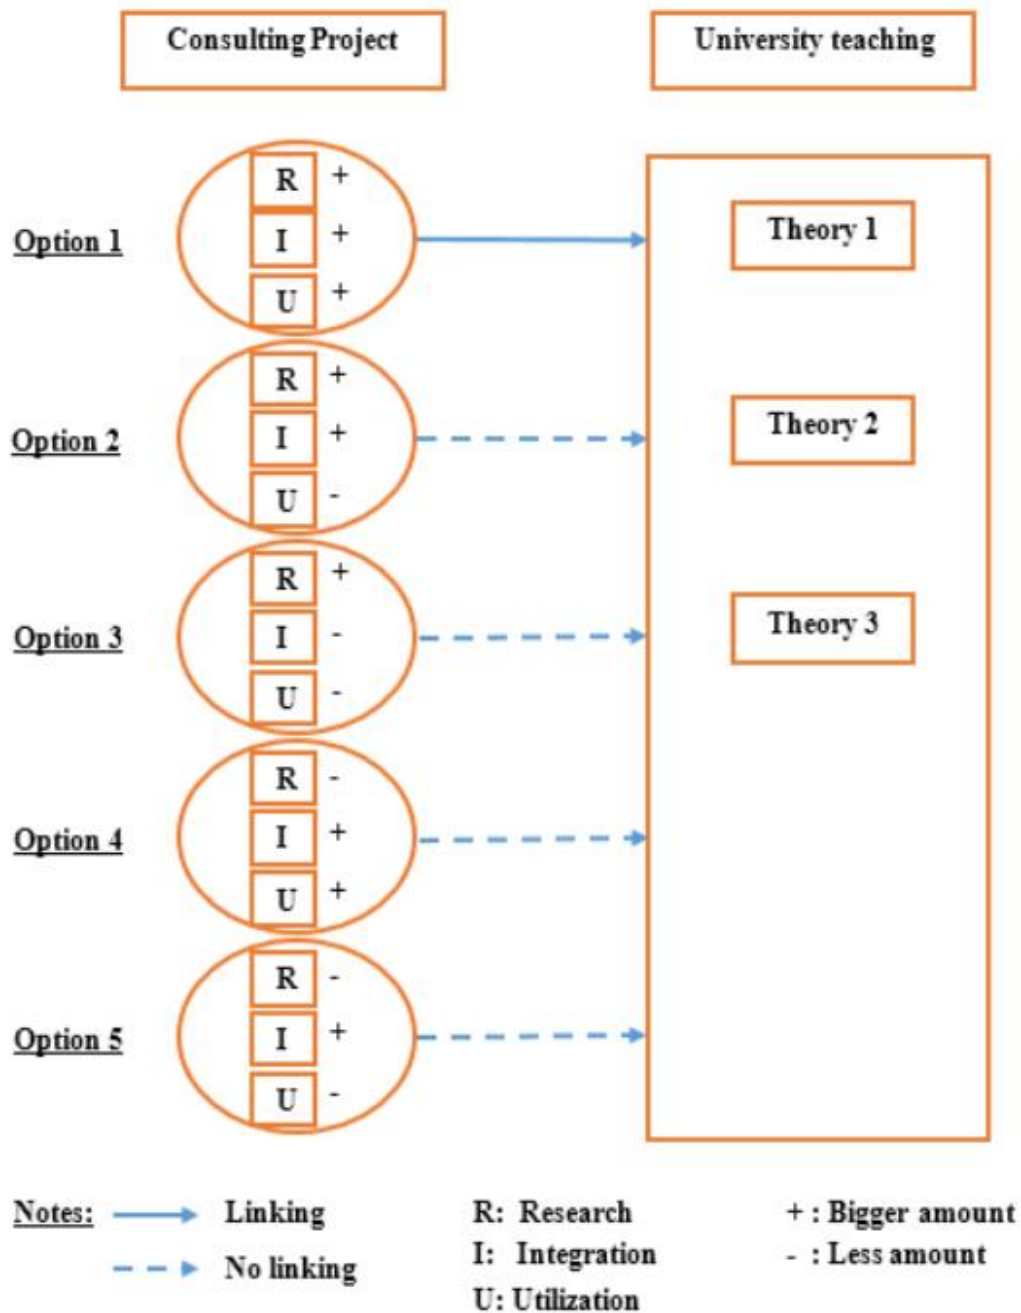 Consulting Project University teaching
R +
Option 1 I + Theory 1
U +
R +
Option 2 I + Theory 2
U -
R +
Option 3 I - Theory 3
U -
R -
Option 4 I +
U +
R -
Option 5 I +
U -
Notes: Linking R: Research + : Bigger amount
No linking I: Integration - : Less amount
U: Utilization